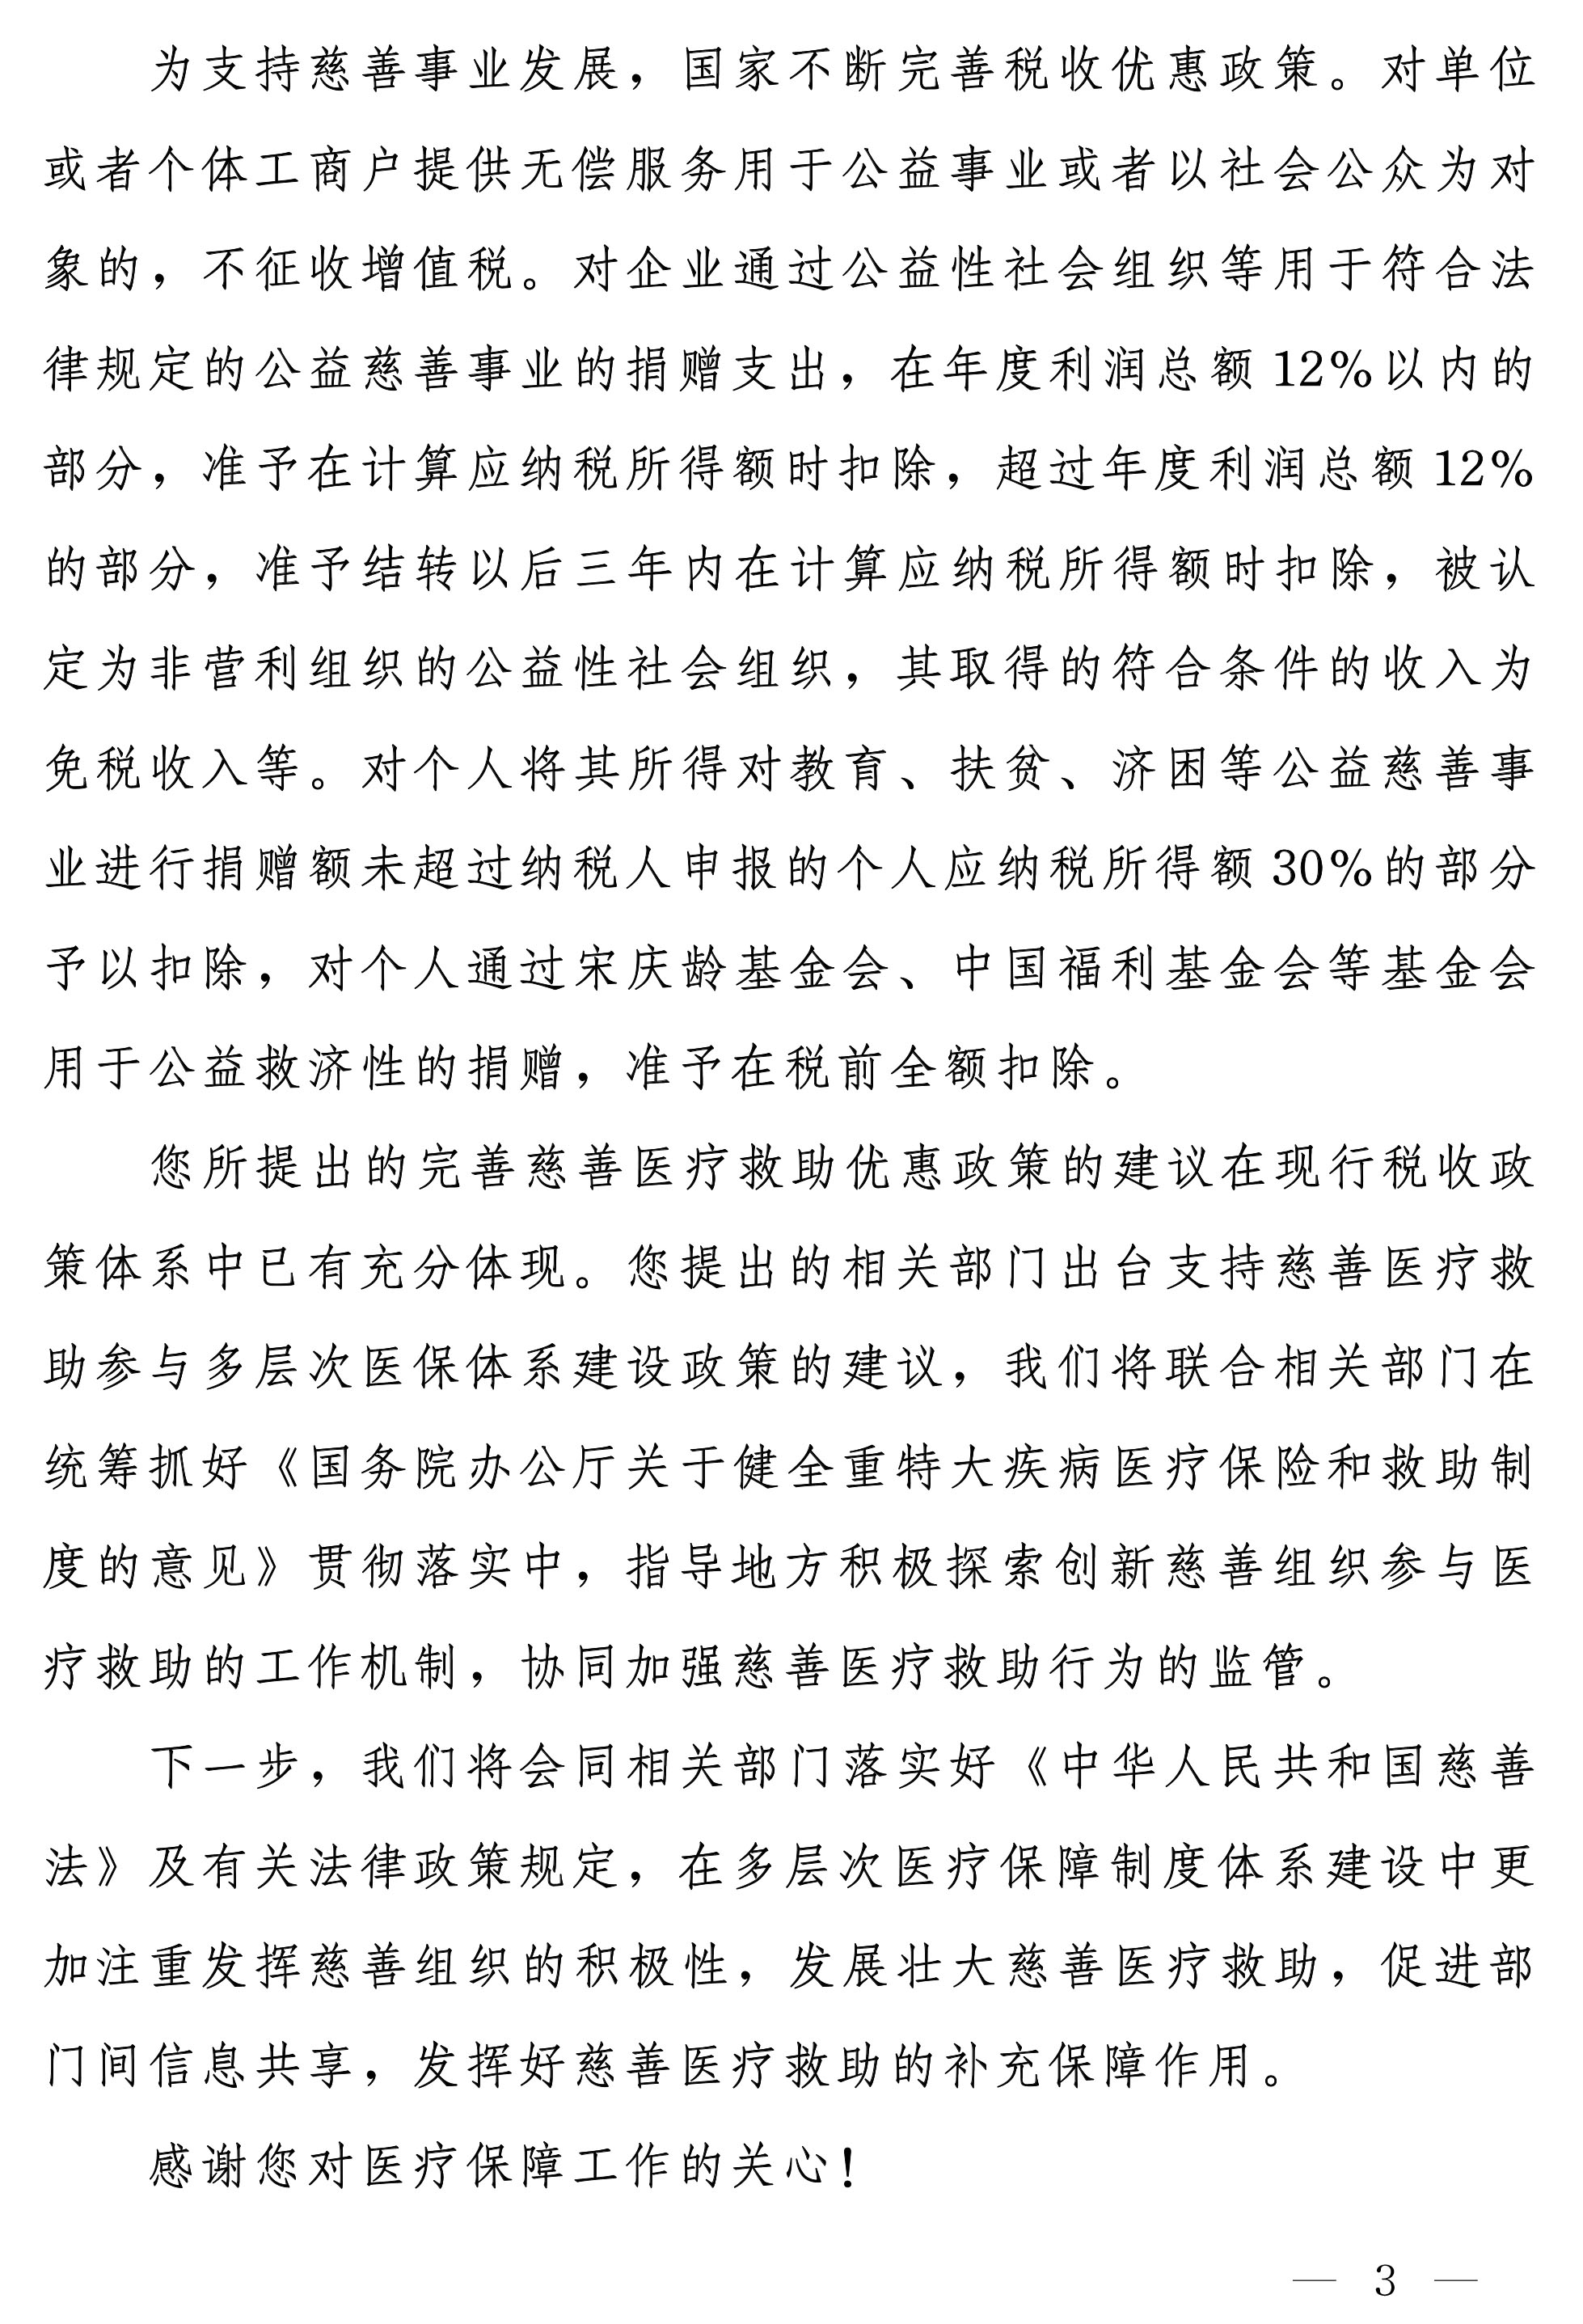 为支持慈善事业发展，国家不断完善税收优惠政策。对单位
或者个体工商户提供无偿服务用于公益事业或者以社会公众为对
象的，不征收增值税。对企业通过公益性社会组织等用于符合法
律规定的公益慈善事业的捐赠支出，在年度利润总额12%以内的
部分，准予在计算应纳税所得额时扣除，超过年度利润总额12%
的部分，准予结转以后三年内在计算应纳税所得额时扣除，被认
定为非营利组织的公益性社会组织，其取得的符合条件的收入为
免税收入等。对个人将其所得对教育、扶贫、济困等公益慈善事
业进行捐赠额未超过纳税人申报的个人应纳税所得额30%的部分
予以扣除，对个人通过宋庆龄基金会、中国福利基金会等基金会
用于公益救济性的捐赠，准予在税前全额扣除。
您所提出的完善慈善医疗救助优惠政策的建议在现行税收政
策体系中已有充分体现。您提出的相关部门出台支持慈善医疗救
助参与多层次医保体系建设政策的建议，我们将联合相关部门在
统筹抓好《国务院办公厅关于健全重特大疾病医疗保险和救助制
度的意见》贯彻落实中，指导地方积极探索创新慈善组织参与医
疗救助的工作机制，协同加强慈善医疗救助行为的监管。
下一步，我们将会同相关部门落实好《中华人民共和国慈善
法》及有关法律政策规定，在多层次医疗保障制度体系建设中更
加注重发挥慈善组织的积极性，发展壮大慈善医疗救助，促进部
门间信息共享，发挥好慈善医疗救助的补充保障作用。
感谢您对医疗保障工作的关心！
— 3 —